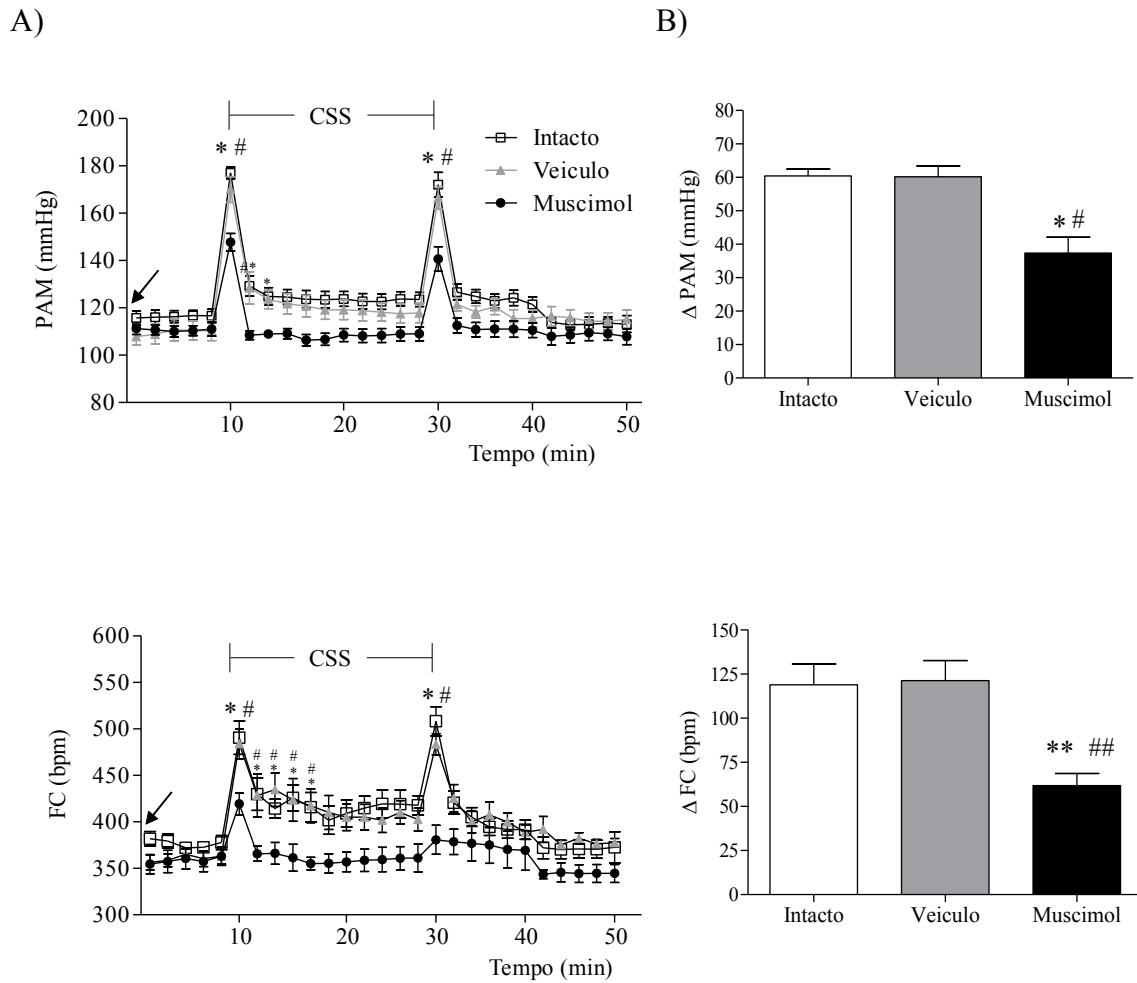 A)
B)
CSS
Intacto
Veiculo
Muscimol
PAM (mmHg)
200
180
160
140
120
100
80
* #
* #
#*
*
10
20
30
40
50
Tempo (min)
Δ PAM (mmHg)
80
70
60
50
40
30
20
10
0
* #
Intacto
Veiculo
Muscimol
CSS
FC (bpm)
600
550
500
450
400
350
300
* #
* #
# # # #
* * * *
10
20
30
40
50
Tempo (min)
Δ FC (bpm)
150
125
100
75
50
25
0
** ##
Intacto
Veiculo
Muscimol